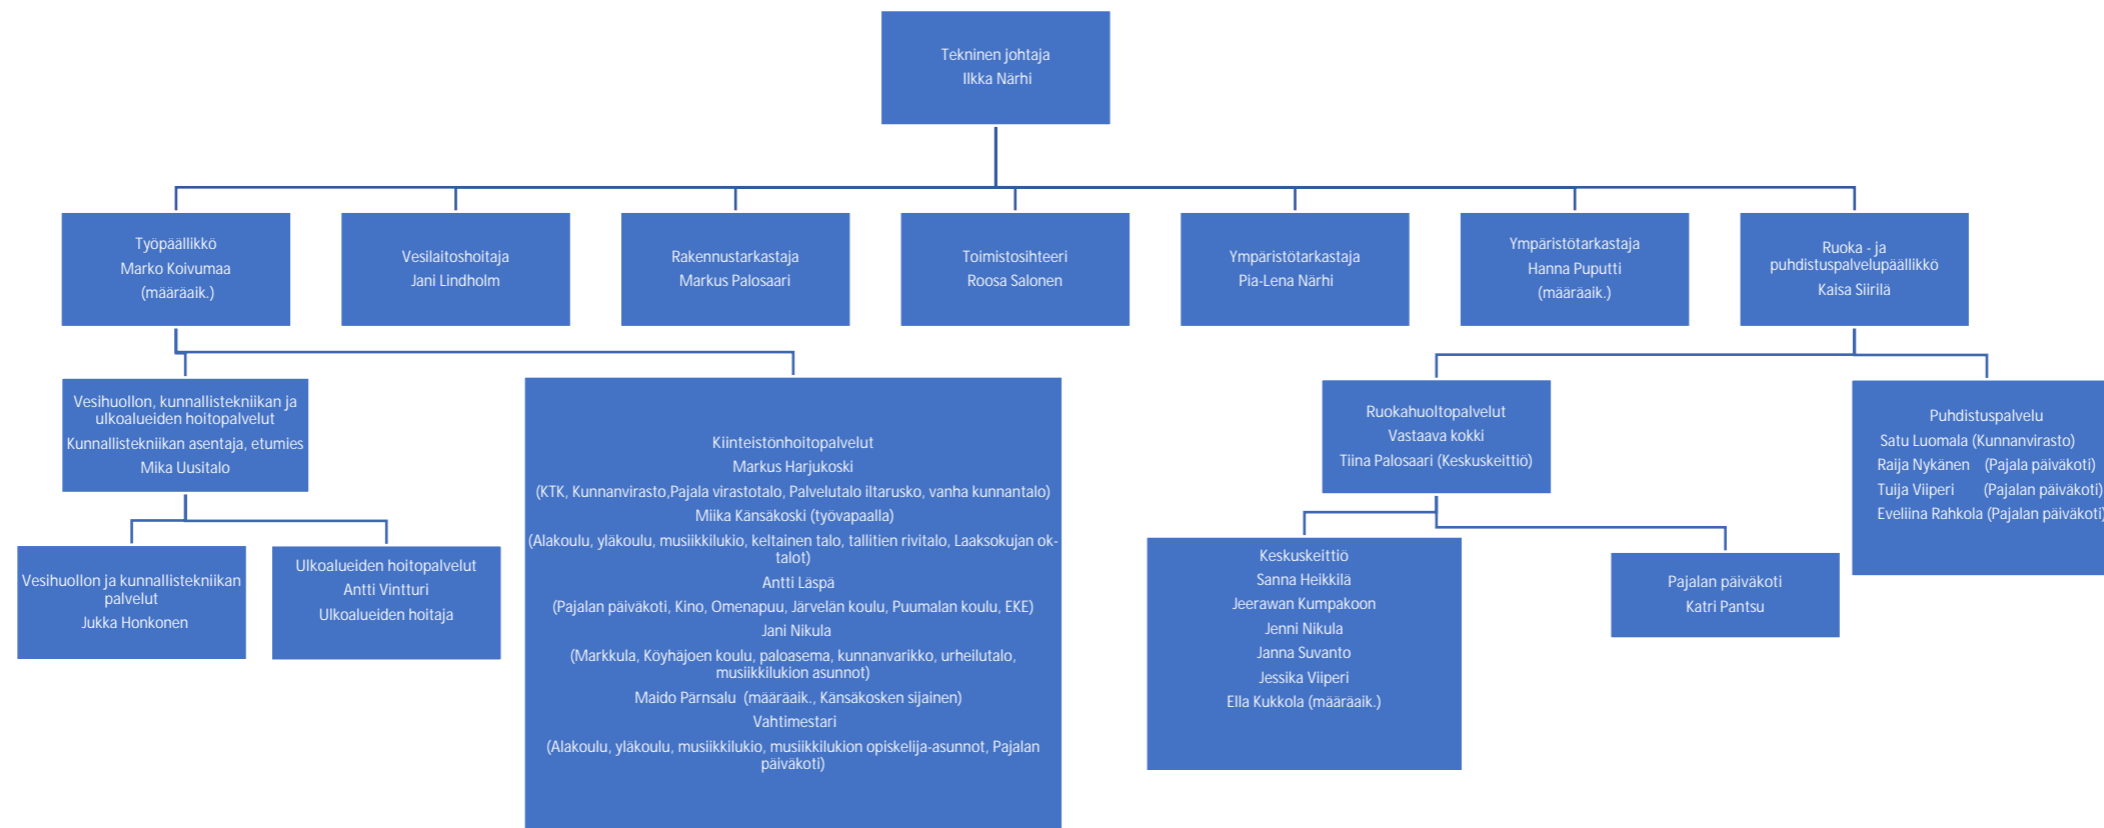 Tekninen johtaja
Ilkka Närhi
Työpäällikkö
Marko Koivumaa
(määräaik.)
Vesilaitoshoitaja
Jani Lindholm
Rakennustarkastaja
Markus Palosaari
Toimistosihteeri
Roosa Salonen
Ympäristötarkastaja
Pia-Lena Närhi
Ympäristötarkastaja
Hanna Puputti
(määräaik.)
Ruoka - ja
puhdistuspalvelupäällikkö
Kaisa Siirilä
Vesihuollon, kunnallistekniikan ja
ulkoalueiden hoitopalvelut
Kunnallistekniikan asentaja, etumies
Mika Uusitalo
Vesihuollon ja kunnallistekniikan
palvelut
Jukka Honkonen
Ulkoalueiden hoitopalvelut
Antti Vintturi
Ulkoalueiden hoitaja
Kiinteistönhoitopalvelut
Markus Harjukoski
(KTK, Kunnanvirasto,Pajala virastotalo, Palvelutalo iltarusko, vanha kunnantalo)
Miika Känsäkoski (työvapaalla)
(Alakoulu, yläkoulu, musiikkilukio, keltainen talo, tallitien rivitalo, Laaksokujan ok-
talot)
Antti Läspä
(Pajalan päiväkoti, Kino, Omenapuu, Järvelän koulu, Puumalan koulu, EKE)
Jani Nikula
(Markkula, Köyhäjoen koulu, paloasema, kunnanvarikko, urheilutalo,
musiikkilukion asunnot)
Maido Pärnsalu (määräaik., Känsäkosken sijainen)
Vahtimestari
(Alakoulu, yläkoulu, musiikkilukio, musiikkilukion opiskelija-asunnot, Pajalan
päiväkoti)
Ruokahuoltopalvelut
Vastaava kokki
Tiina Palosaari (Keskuskeittiö)
Keskuskeittiö
Sanna Heikkilä
Jeerawan Kumpakoon
Jenni Nikula
Janna Suvanto
Jessika Viiperi
Ella Kukkola (määräaik.)
Pajalan päiväkoti
Katri Pantsu
Puhdistuspalvelu
Satu Luomala (Kunnanvirasto)
Raija Nykänen (Pajala päiväkoti)
Tuija Viiperi (Pajalan päiväkoti)
Eveliina Rahkola (Pajalan päiväkoti)